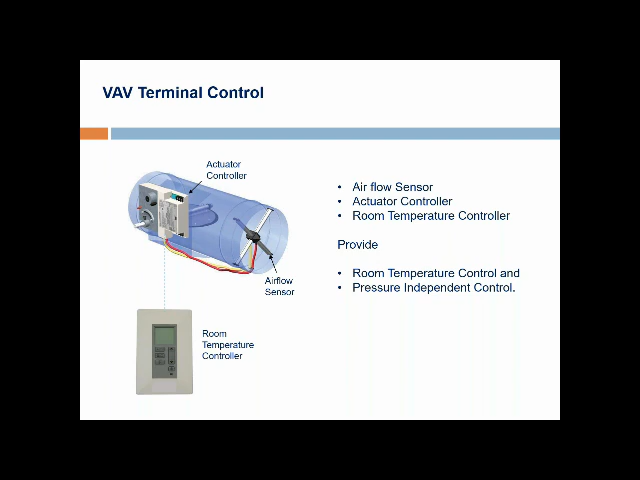 VAV Terminal Control
Actuator
Controller
Airflow
Sensor
Room
Temperature
Controller
• Air flow Sensor
• Actuator Controller
• Room Temperature Controller
Provide
• Room Temperature Control and
• Pressure Independent Control.